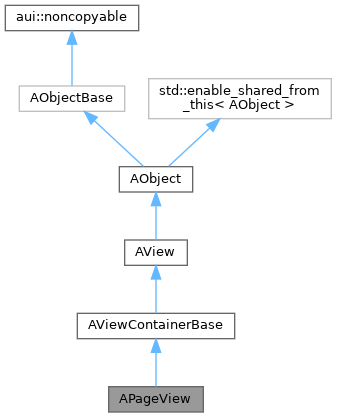 aui::noncopyable
AObjectBase
std::enable_shared_from
_this< AObject >
AObject
AView
AViewContainerBase
APageView